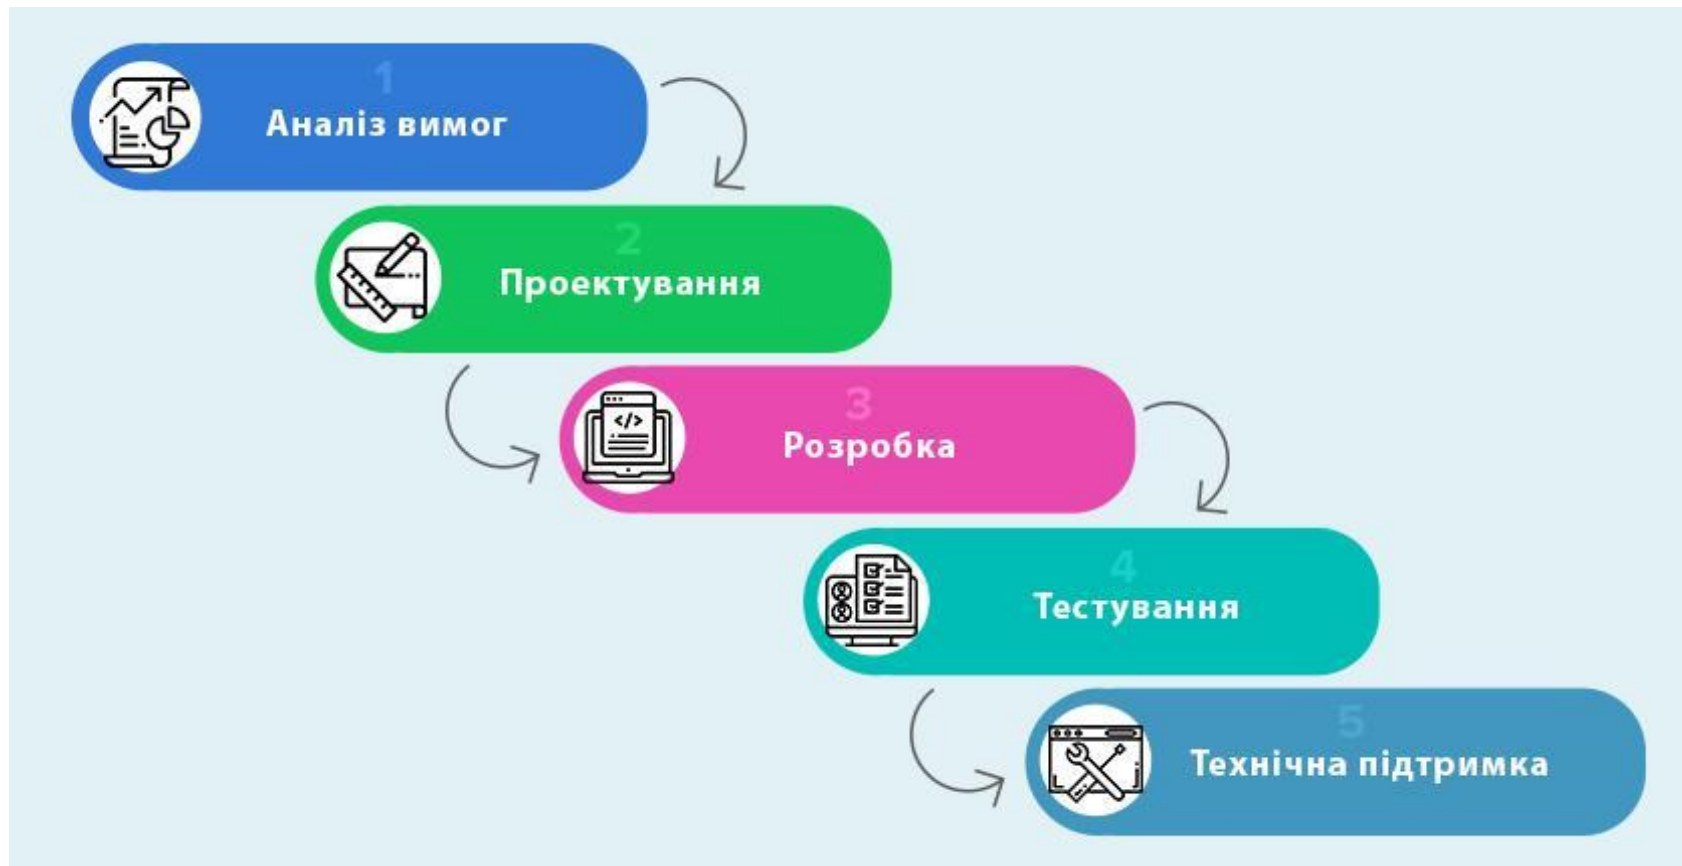 1
Аналіз вимог
2
Проектування
3
Розробка
4
Тестування
5
Технічна підтримка